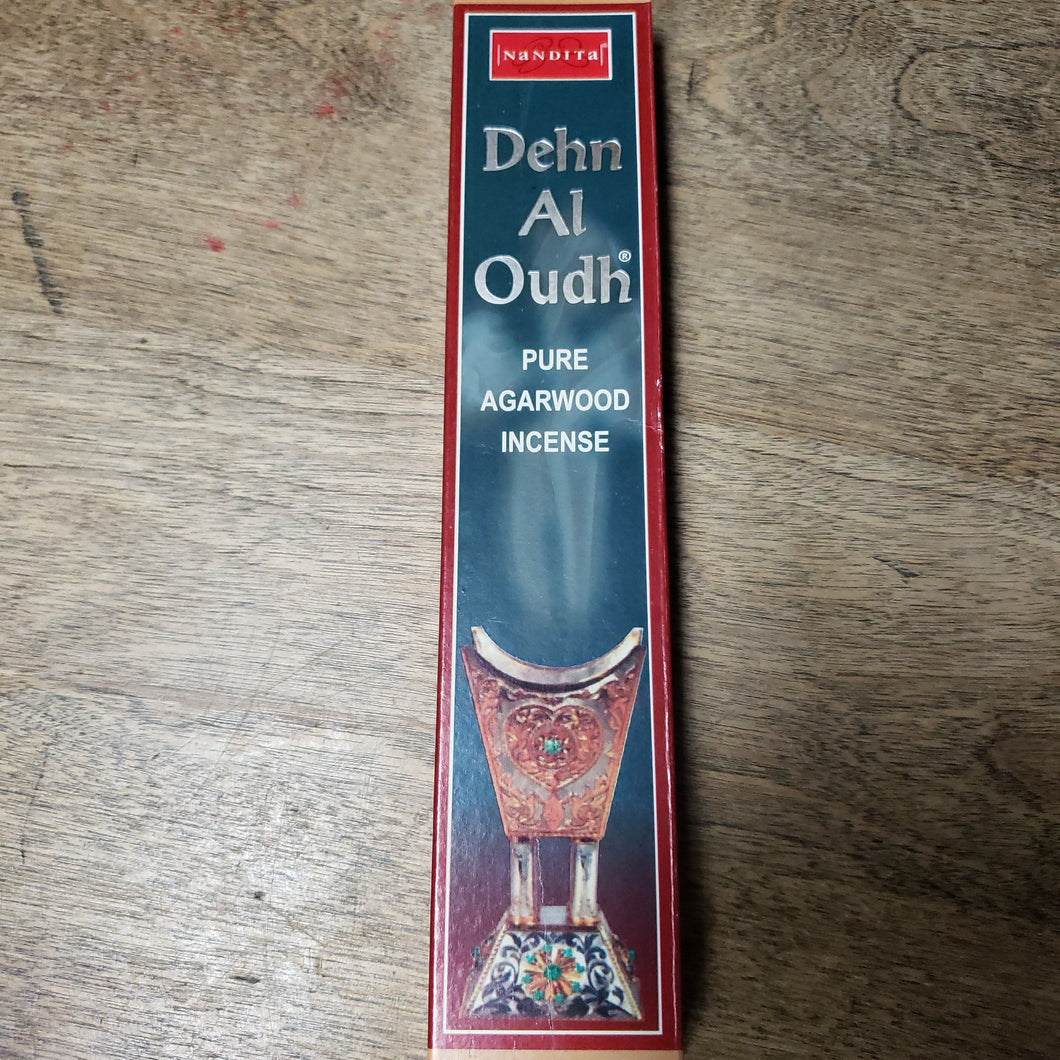 NaNDITa®
Dehn
Al
Oudh®
PURE
AGARWOOD
INCENSE